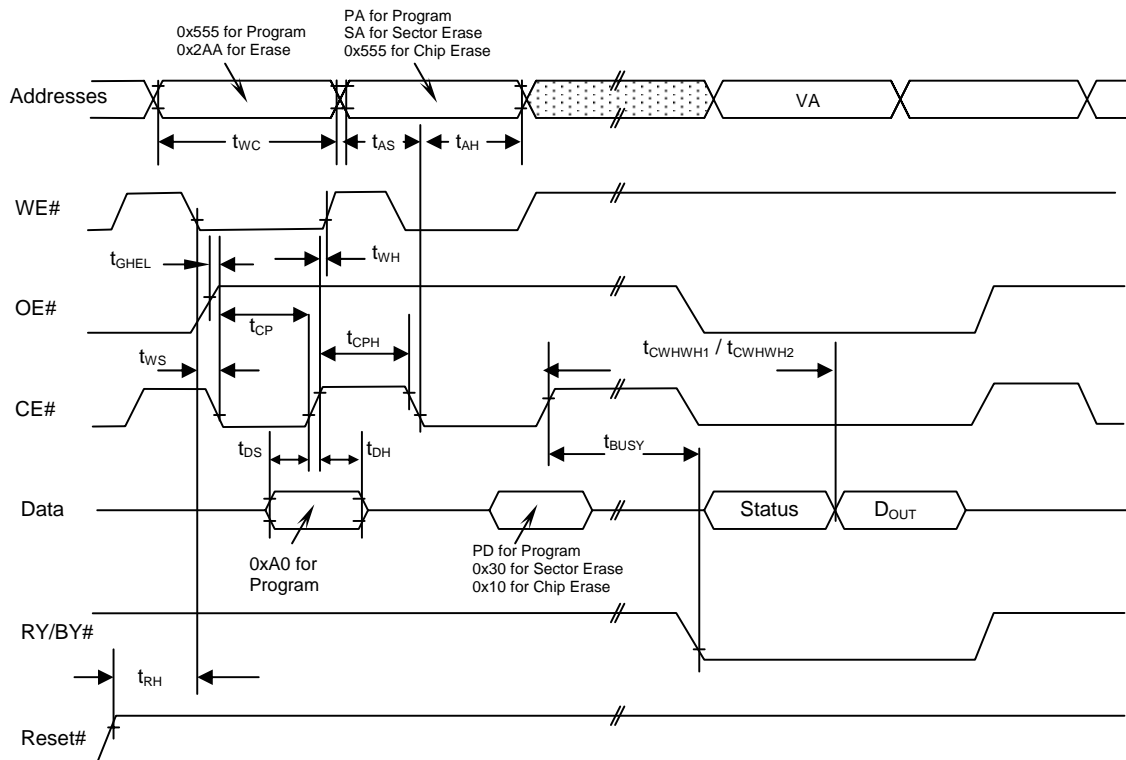 0x555 for Program
0x2AA for Erase
PA for Program
SA for Sector Erase
0x555 for Chip Erase
Addresses
VA
tWC
tAS
tAH
WE#
tGHEL
tWH
OE#
tCP
tWS
tCPH
tCWHWH1 / tCWHWH2
CE#
tDS
tDH
tBUSY
Data
Status
DOUT
0xA0 for
Program
PD for Program
0x30 for Sector Erase
0x10 for Chip Erase
RY/BY#
tRH
Reset#